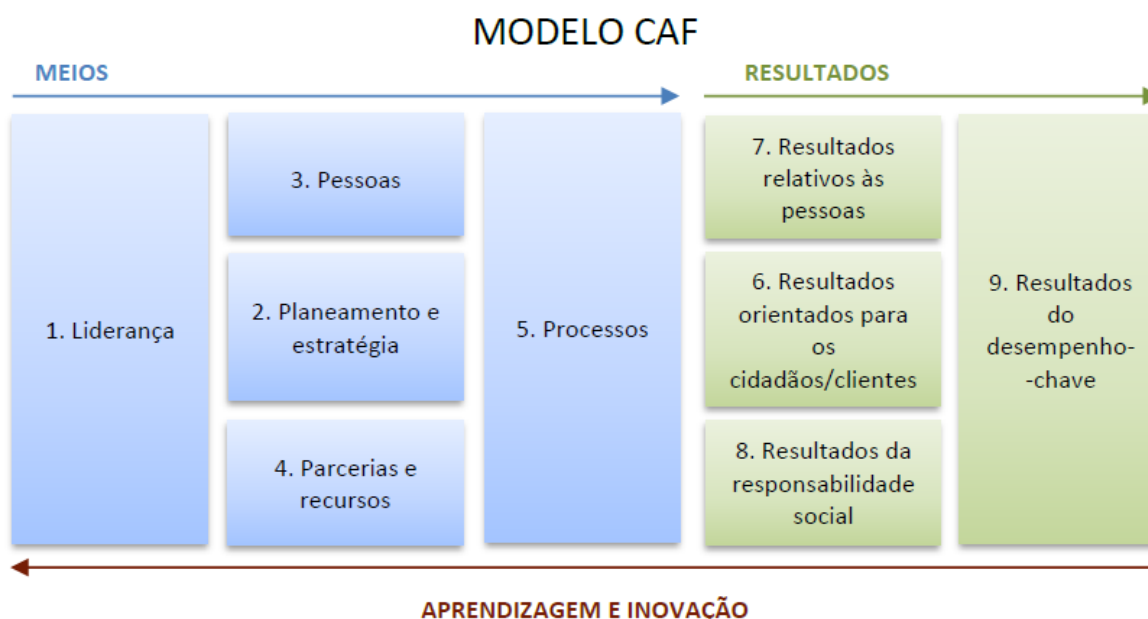 MODELO CAF
MEIOS
RESULTADOS
1. Liderança
3. Pessoas
2. Planeamento e
estratégia
4. Parcerias e
recursos
5. Processos
7. Resultados
relativos às
pessoas
6. Resultados
orientados para
os
cidadãos/clientes
8. Resultados da
responsabilidade
social
9. Resultados
do
desempenho-
-chave
APRENDIZAGEM E INOVAÇÃO